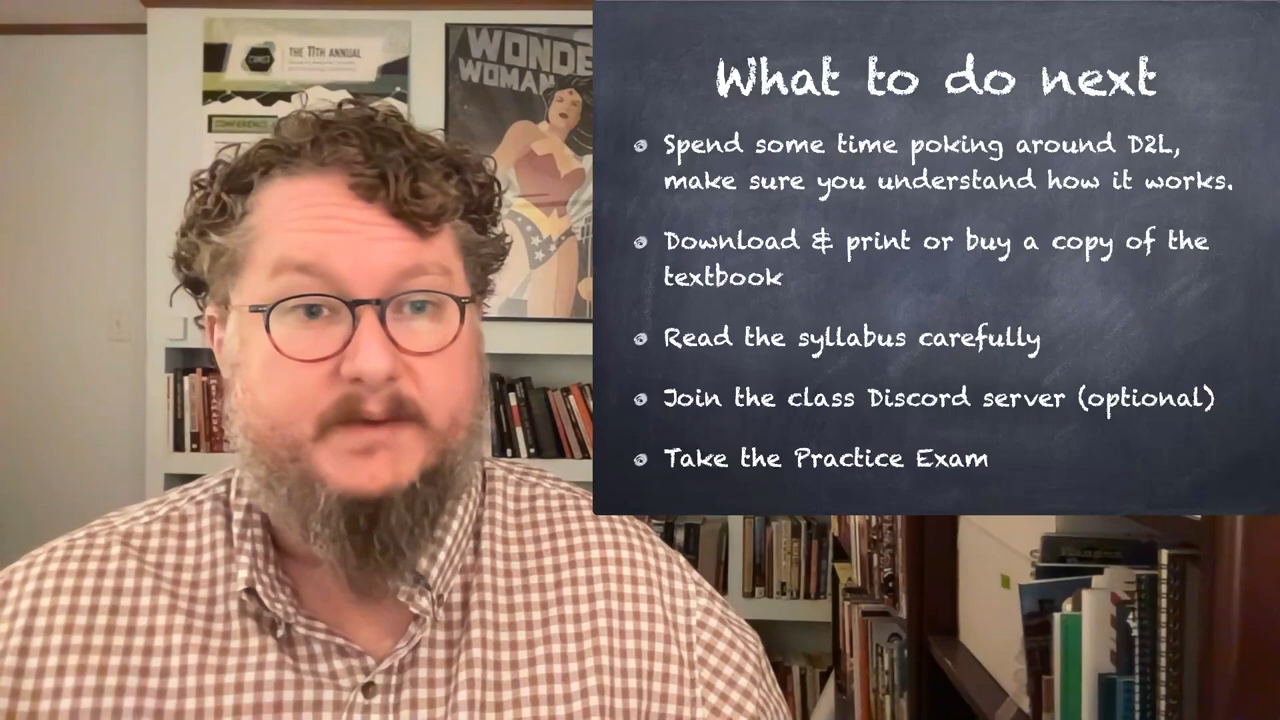 THE 11TH ANNUAL
CONFERENCE
WONDE
WOMAN
What to do next
Spend some time poking around D2L,
make sure you understand how it works.
Download & print or buy a copy of the
textbook
Read the syllabus carefully
Join the class Discord server (optional)
Take the Practice Exam